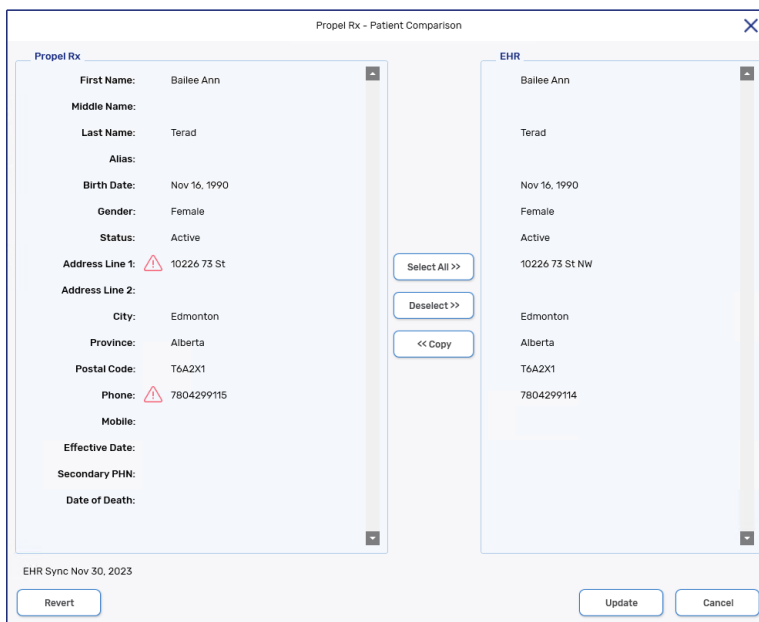 Propel Rx - Patient Comparison
Propel Rx
EHR
First Name: Bailee Ann Bailee Ann
Middle Name:
Last Name: Terad Terad
Alias:
Birth Date: Nov 16, 1990 Nov 16, 1990
Gender: Female Female
Status: Active Active
Address Line 1: 10226 73 St 10226 73 St NW
Select All >>
Address Line 2:
Deselect >>
City: Edmonton Edmonton
Province: Alberta Alberta
<< Copy
Postal Code: T6A2X1 T6A2X1
Phone: 7804299115 7804299114
Mobile:
Effective Date:
Secondary PHN:
Date of Death:
EHR Sync Nov 30, 2023
Revert Update Cancel